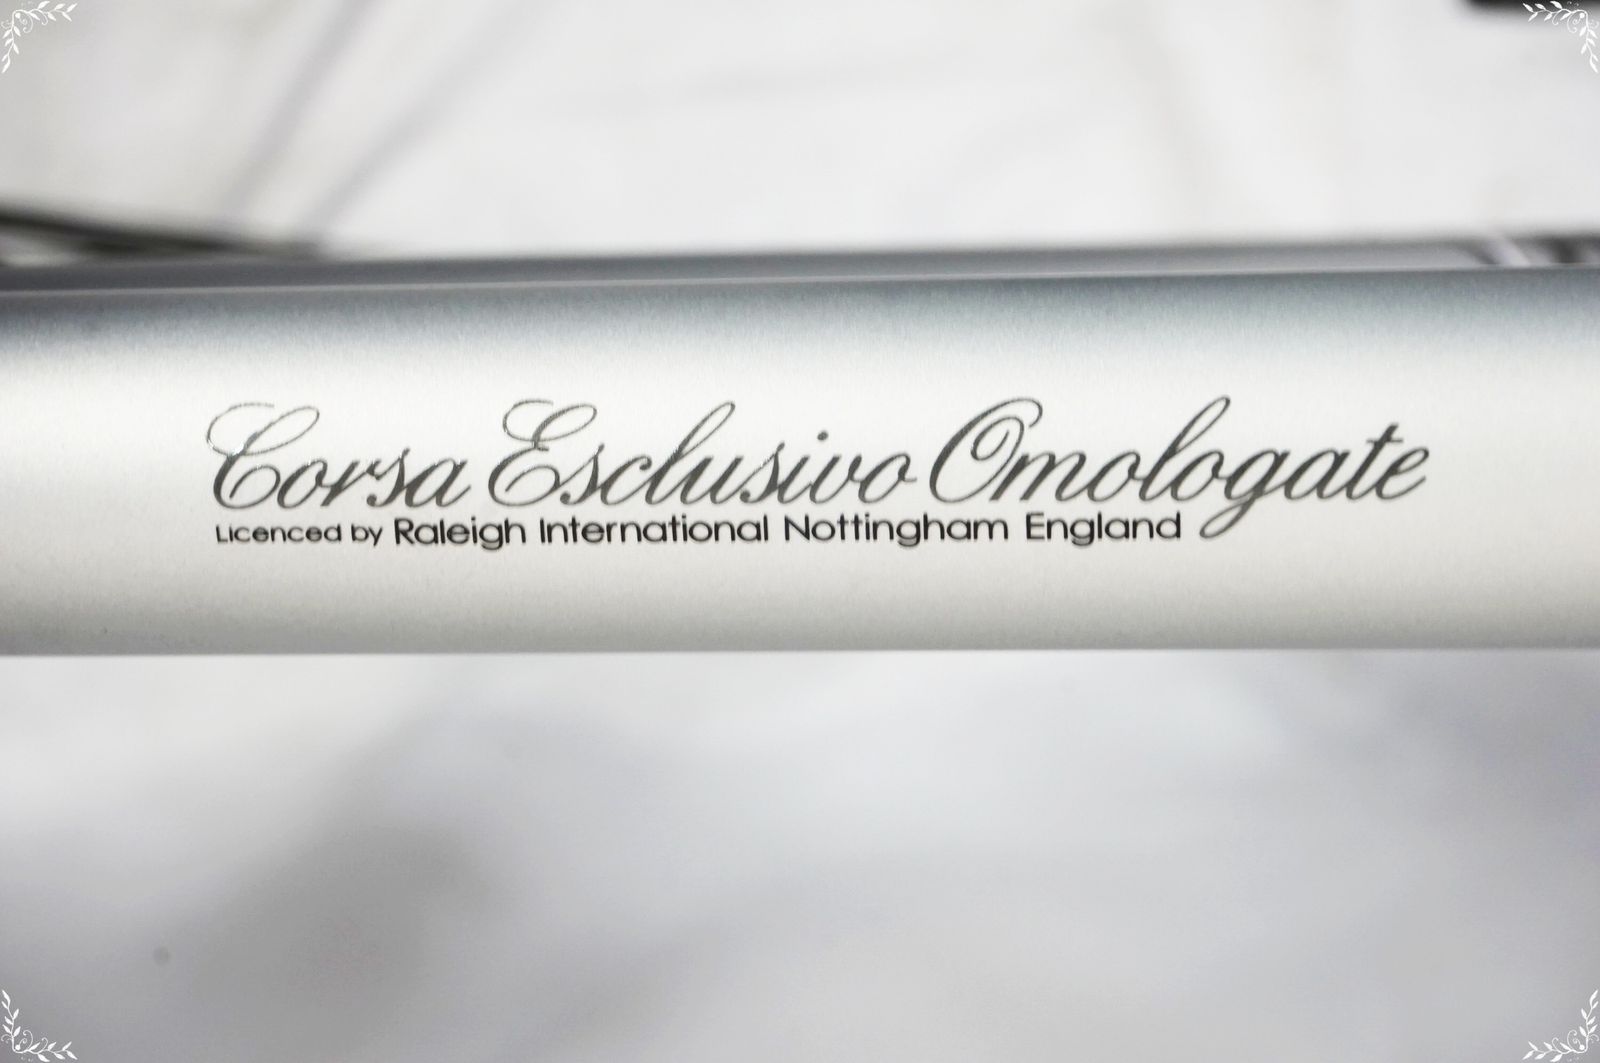 Corsa Esclusivo Omologate
Licenced by Raleigh International Nottingham England